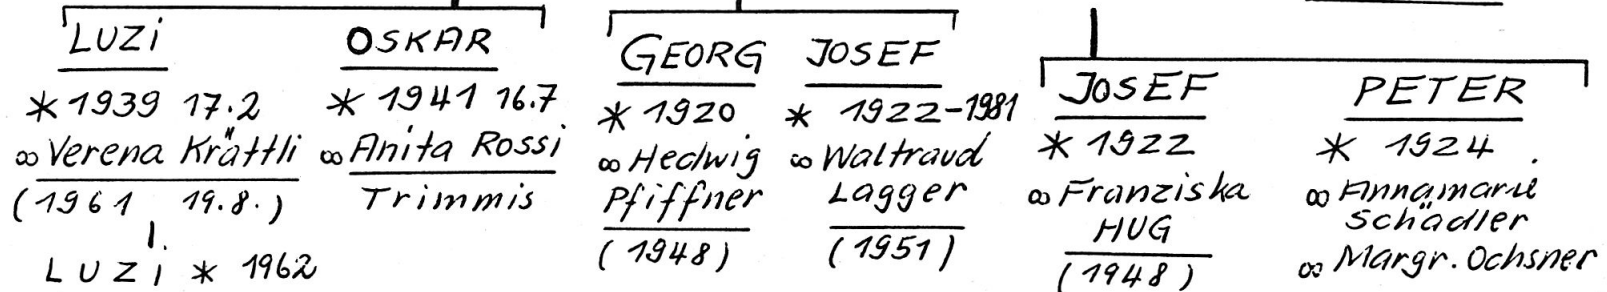 LUZI
* 1939 17.2
∞ Verena Krättli
(1961 19.8.)
LUZI * 1962
OSKAR
* 1941 16.7
∞ Anita Rossi
Trimmis
GEORG
* 1920
∞ Hedwig
Pfiffner
(1948)
JOSEF
* 1922-1981
∞ Waltraud
Lagger
(1951)
JOSEF
* 1922
∞ Franziska
HUG
(1948)
PETER
* 1924.
∞ Annamarie
Schädler
∞ Margr. Ochsner